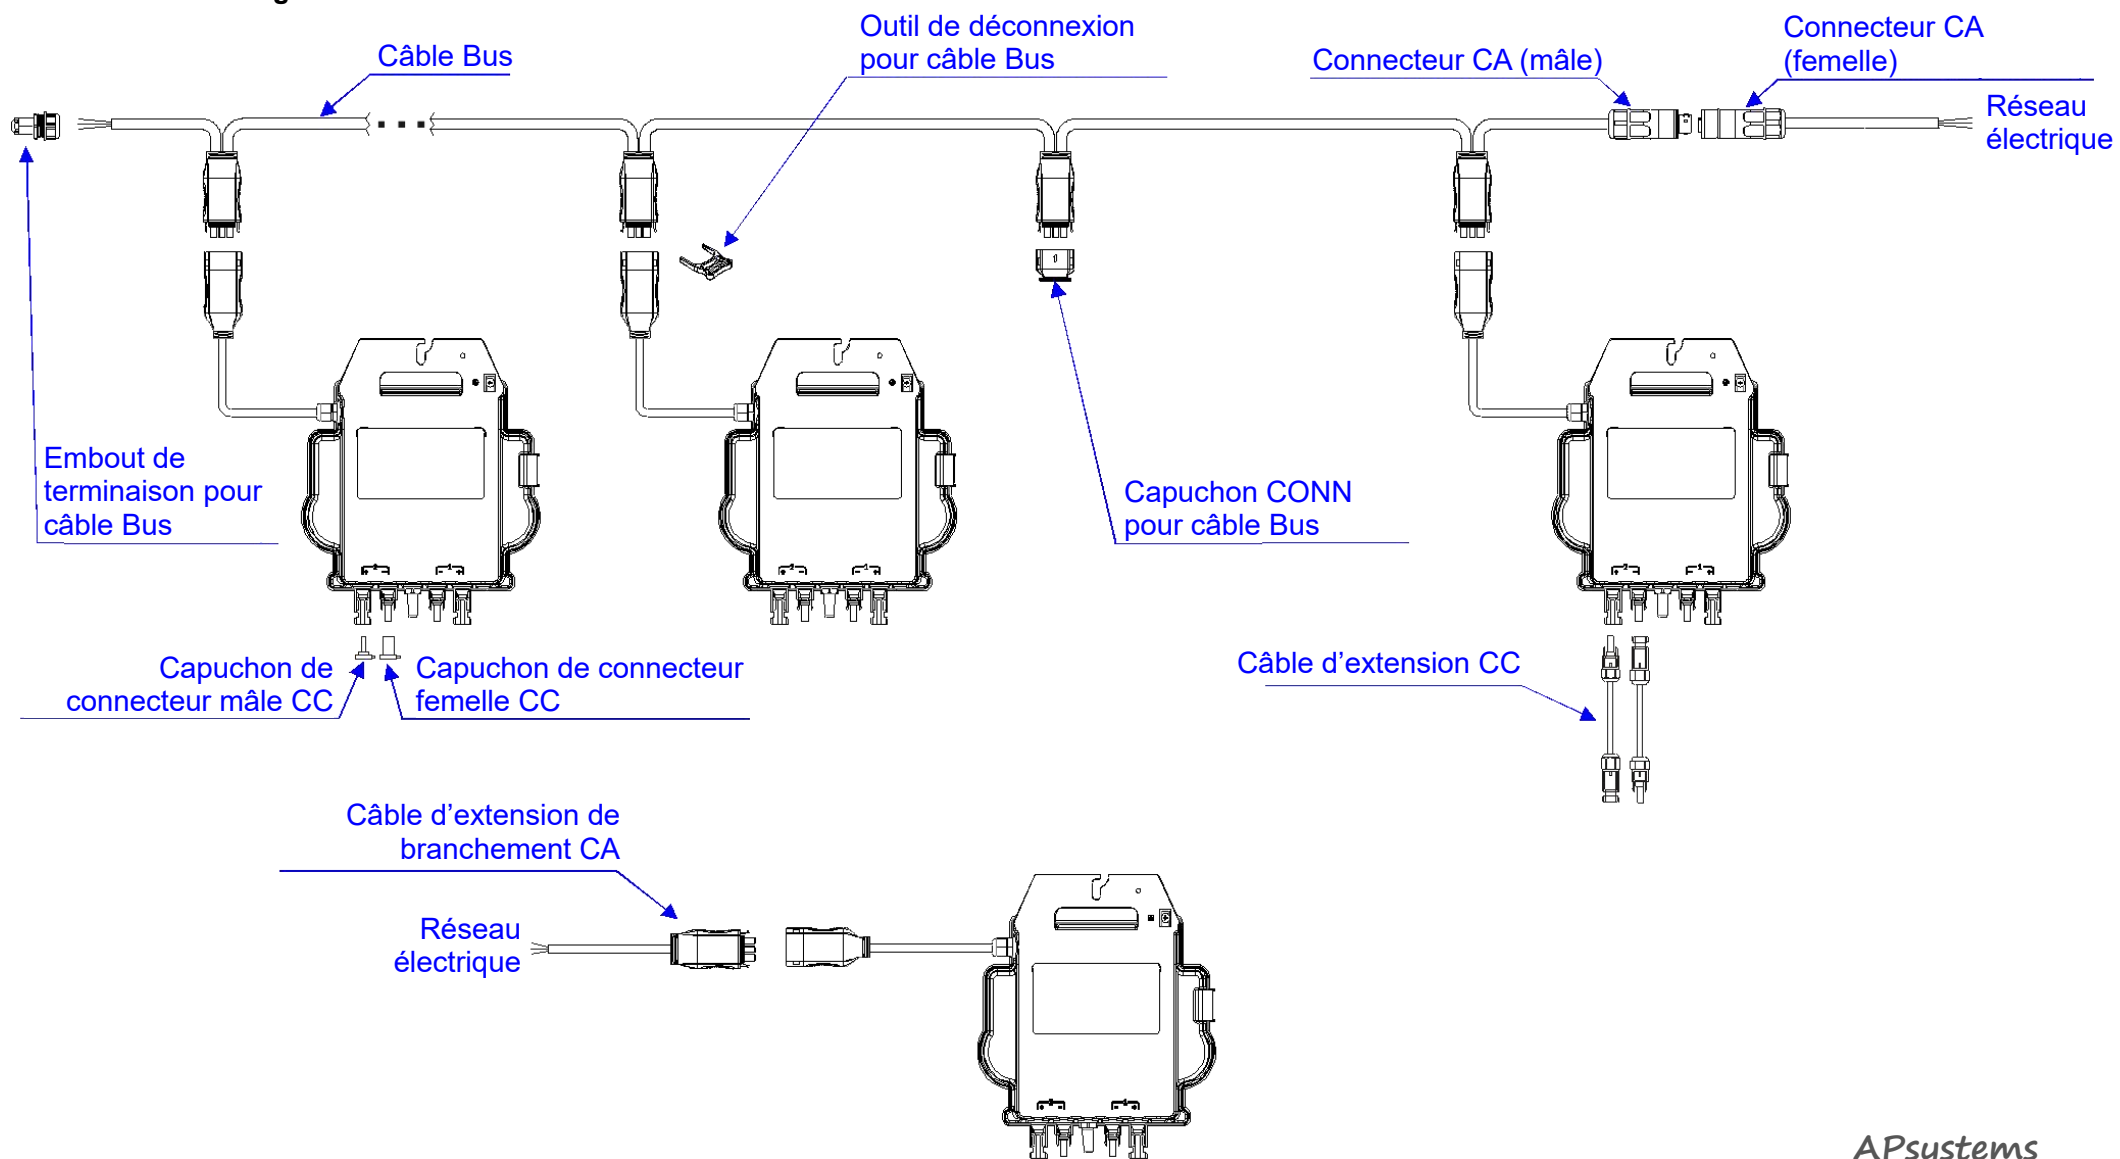 Câble Bus
Outil de déconnexion
pour câble Bus
Connecteur CA (mâle)
Connecteur CA
(femelle)
Réseau
électrique
Embout de
terminaison pour
câble Bus
Capuchon CONN
pour câble Bus
Capuchon de
connecteur mâle CC
Capuchon de connecteur
femelle CC
Câble d’extension CC
Câble d’extension de
branchement CA
Réseau
électrique
APsystems